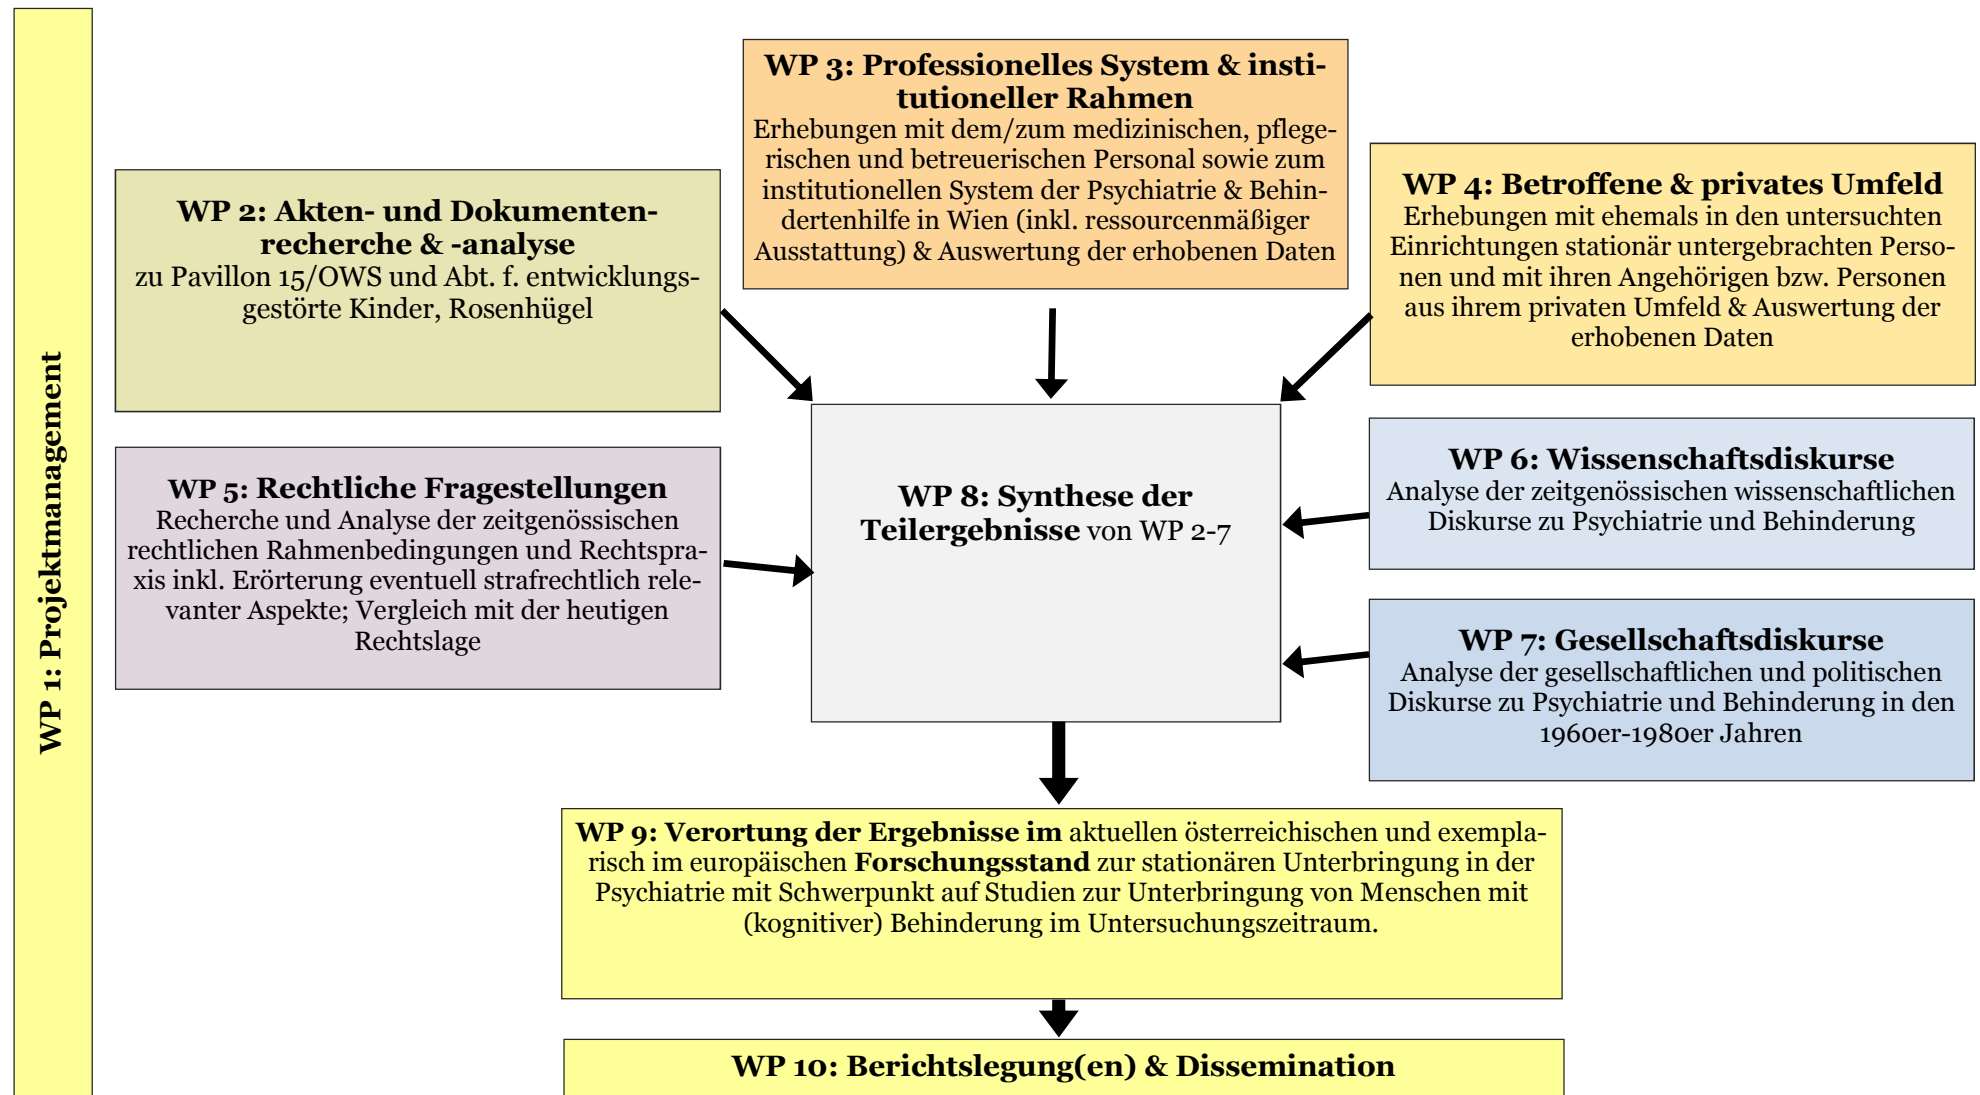 WP 1: Projektmanagement
WP 2: Akten- und Dokumenten-
recherche & -analyse
zu Pavillon 15/OWS und Abt. f. entwicklungs-
gestörte Kinder, Rosenhügel
WP 3: Professionelles System & insti-
tutioneller Rahmen
Erhebungen mit dem/zum medizinischen, pflege-
rischen und betreuerischen Personal sowie zum
institutionellen System der Psychiatrie & Behin-
dertenhilfe in Wien (inkl. ressourcenmäßiger
Ausstattung) & Auswertung der erhobenen Daten
WP 4: Betroffene & privates Umfeld
Erhebungen mit ehemals in den untersuchten
Einrichtungen stationär untergebrachten Perso-
nen und mit ihren Angehörigen bzw. Personen
aus ihrem privaten Umfeld & Auswertung der
erhobenen Daten
WP 5: Rechtliche Fragestellungen
Recherche und Analyse der zeitgenössischen
rechtlichen Rahmenbedingungen und Rechtspra-
xis inkl. Erörterung eventuell strafrechtlich rele-
vanter Aspekte; Vergleich mit der heutigen
Rechtslage
WP 6: Wissenschaftsdiskurse
Analyse der zeitgenössischen wissenschaftlichen
Diskurse zu Psychiatrie und Behinderung
WP 7: Gesellschaftsdiskurse
Analyse der gesellschaftlichen und politischen
Diskurse zu Psychiatrie und Behinderung in den
1960er-1980er Jahren
WP 8: Synthese der
Teilergebnisse von WP 2-7
WP 9: Verortung der Ergebnisse im aktuellen österreichischen und exempla-
risch im europäischen Forschungsstand zur stationären Unterbringung in der
Psychiatrie mit Schwerpunkt auf Studien zur Unterbringung von Menschen mit
(kognitiver) Behinderung im Untersuchungszeitraum.
WP 10: Berichtslegung(en) & Dissemination